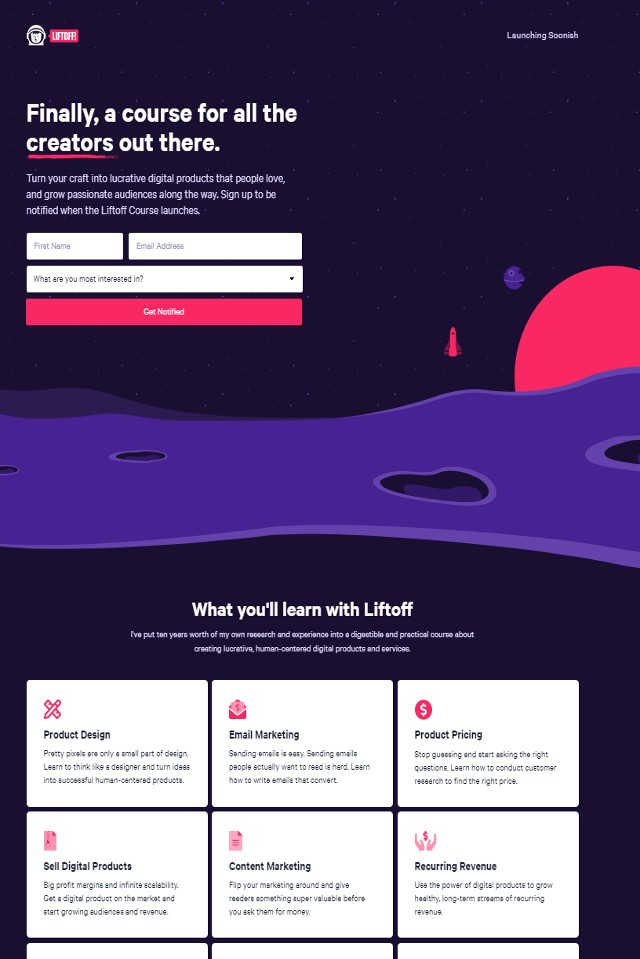 LIFTOFF!
Launching Soonish
Finally, a course for all the
creators out there.
Turn your craft into lucrative digital products that people love,
and grow passionate audiences along the way. Sign up to be
notified when the Liftoff Course launches.
First Name
Email Address
What are you most interested in?
Get Notified
What you'll learn with Liftoff
I've put ten years worth of my own research and experience into a digestible and practical course about
creating lucrative, human-centered digital products and services.
Product Design
Pretty pixels are only a small part of design.
Learn to think like a designer and turn ideas
into successful human-centered products.
Email Marketing
Sending emails is easy. Sending emails
people actually want to read is hard. Learn
how to write emails that convert.
Product Pricing
Stop guessing and start asking the right
questions. Learn how to conduct customer
research to find the right price.
Sell Digital Products
Big profit margins and infinite scalability.
Get a digital product on the market and
start growing audiences and revenue.
Content Marketing
Flip your marketing around and give
readers something super valuable before
you ask them for money.
Recurring Revenue
Use the power of digital products to grow
healthy, long-term streams of recurring
revenue.